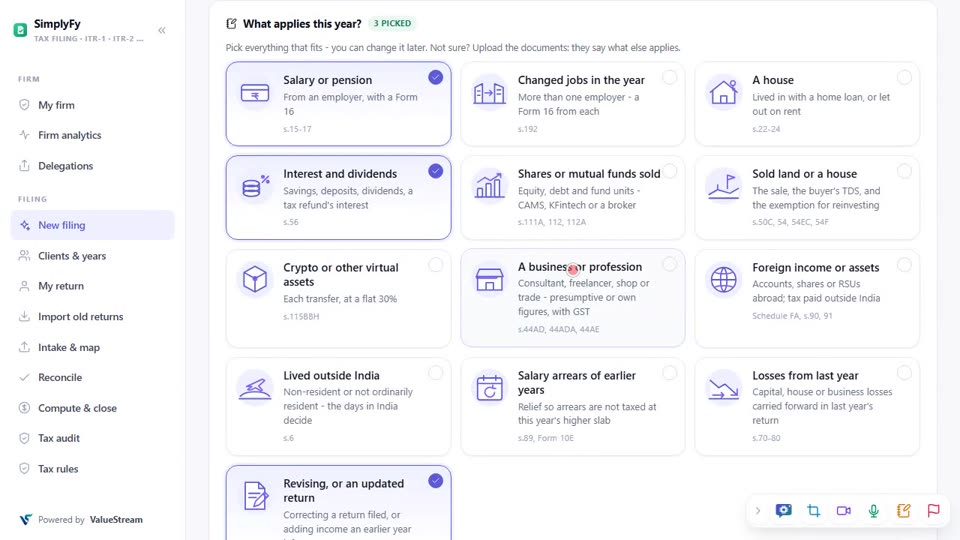 SimplyFy
TAX FILING · ITR-1 · ITR-2 ...
FIRM
My firm
Firm analytics
Delegations
FILING
New filing
Clients & years
My return
Import old returns
Intake & map
Reconcile
Compute & close
Tax audit
Tax rules
Powered by ValueStream
What applies this year? 3 PICKED
Pick everything that fits - you can change it later. Not sure? Upload the documents: they say what else applies.
Salary or pension
From an employer, with a Form
16
s.15-17
Changed jobs in the year
More than one employer - a
Form 16 from each
s.192
A house
Lived in with a home loan, or let
out on rent
s.22-24
Interest and dividends
Savings, deposits, dividends, a
tax refund's interest
s.56
Shares or mutual funds sold
Equity, debt and fund units -
CAMS, KFintech or a broker
s.111A, 112, 112A
Sold land or a house
The sale, the buyer's TDS, and
the exemption for reinvesting
s.50C, 54, 54EC, 54F
Crypto or other virtual
assets
Each transfer, at a flat 30%
s.115BBH
A business or profession
Consultant, freelancer, shop or
trade - presumptive or own
figures, with GST
s.44AD, 44ADA, 44AE
Foreign income or assets
Accounts, shares or RSUs
abroad; tax paid outside India
Schedule FA, s.90, 91
Lived outside India
Non-resident or not ordinarily
resident - the days in India
decide
s.6
Salary arrears of earlier
years
Relief so arrears are not taxed at
this year's higher slab
s.89, Form 10E
Losses from last year
Capital, house or business losses
carried forward in last year's
return
s.70-80
Revising, or an updated
return
Correcting a return filed, or
adding income an earlier year